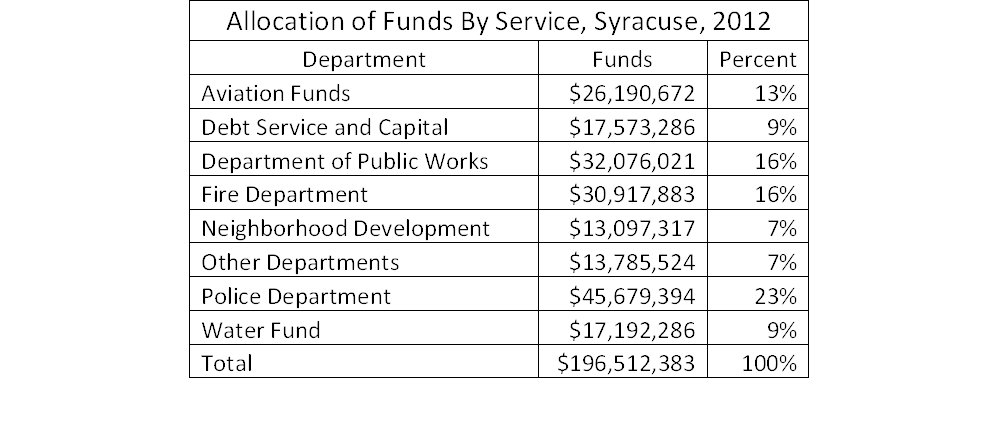 Allocation of Funds By Service, Syracuse, 2012
Department Funds Percent
Aviation Funds $26,190,672 13%
Debt Service and Capital $17,573,286 9%
Department of Public Works $32,076,021 16%
Fire Department $30,917,883 16%
Neighborhood Development $13,097,317 7%
Other Departments $13,785,524 7%
Police Department $45,679,394 23%
Water Fund $17,192,286 9%
Total $196,512,383 100%